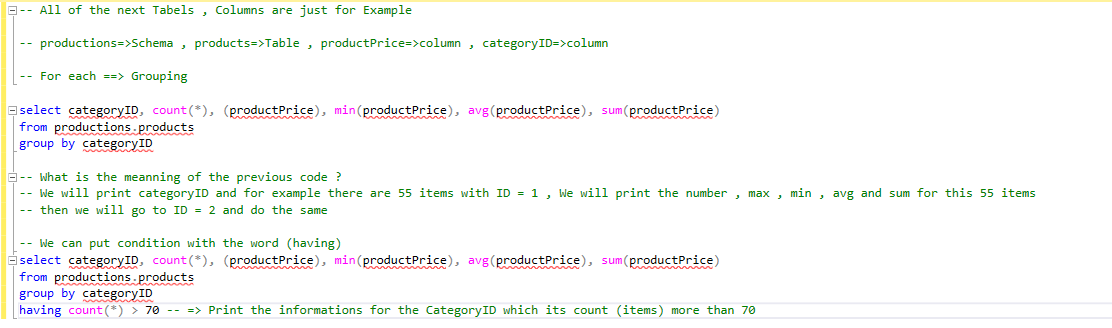 -- All of the next Tabels , Columns are just for Example
-- productions=>Schema , products=>Table , productPrice=>column , categoryID=>column
-- For each ==> Grouping
select categoryID, count(*), (productPrice), min(productPrice), avg(productPrice), sum(productPrice)
from productions.products
group by categoryID
-- What is the meanning of the previous code ?
-- We will print categoryID and for example there are 55 items with ID = 1 , We will print the number , max , min , avg and sum for this 55 items
-- then we will go to ID = 2 and do the same
-- We can put condition with the word (having)
select categoryID, count(*), (productPrice), min(productPrice), avg(productPrice), sum(productPrice)
from productions.products
group by categoryID
having count(*) > 70 -- => Print the informations for the CategoryID which its count (items) more than 70